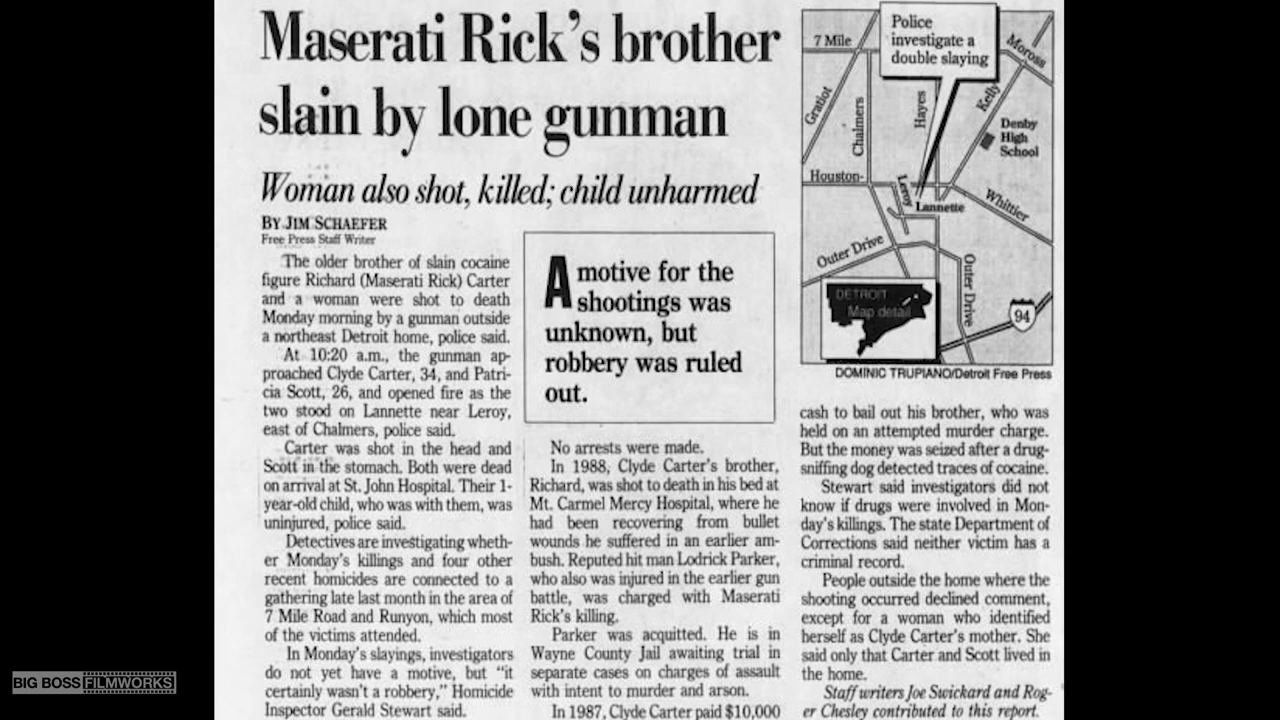 Maserati Rick's brother
slain by lone gunman
Woman also shot, killed; child unharmed
BY JIM SCHAEFER
Free Press Staff Writer
The older brother of slain cocaine
figure Richard (Maserati Rick) Carter
and a woman were shot to death
Monday morning by a gunman outside
a northeast Detroit home, police said.
At 10:20 a.m., the gunman ap-
proached Clyde Carter, 34, and Patri-
cia Scott, 26, and opened fire as the
two stood on Lannette near Leroy,
east of Chalmers, police said.
Carter was shot in the head and
Scott in the stomach. Both were dead
on arrival at St. John Hospital. Their 1-
year-old child, who was with them, was
uninjured, police said.
Detectives are investigating wheth-
er Monday's killings and four other
recent homicides are connected to a
gathering late last month in the area of
7 Mile Road and Runyon, which most
of the victims attended.
In Monday's slayings, investigators
do not yet have a motive, but "it
certainly wasn't a robbery," Homicide
Inspector Gerald Stewart said.
A motive for the
shootings was
unknown, but
robbery was ruled
out.
No arrests were made.
In 1988, Clyde Carter's brother,
Richard, was shot to death in his bed at
Mt. Carmel Mercy Hospital, where he
had been recovering from bullet
wounds he suffered in an earlier am-
bush. Reputed hit man Lodrick Parker,
who also was injured in the earlier gun
battle, was charged with Maserati
Rick's killing.
Parker was acquitted. He is in
Wayne County Jail awaiting trial in
separate cases on charges of assault
with intent to murder and arson.
In 1987, Clyde Carter paid $10,000
Police
investigate a
double slaying
7 Mile
Moross
Gratiot
Chalmers
Hayes
Kelly
Denby
High
School
Houston-
Leroy
Lannette
Whittier
Outer Drive
Outer Drive
DETROIT
Map detail
94
DOMINIC TRUPIANO/Detroit Free Press
cash to bail out his brother, who was
held on an attempted murder charge.
But the money was seized after a drug-
sniffing dog detected traces of cocaine.
Stewart said investigators did not
know if drugs were involved in Mon-
day's killings. The state Department of
Corrections said neither victim has a
criminal record.
People outside the home where the
shooting occurred declined comment,
except for a woman who identified
herself as Clyde Carter's mother. She
said only that Carter and Scott lived in
the home.
Staff writers Joe Swickard and Rog-
er Chesley contributed to this report.
BIG BOSS FILMWORKS